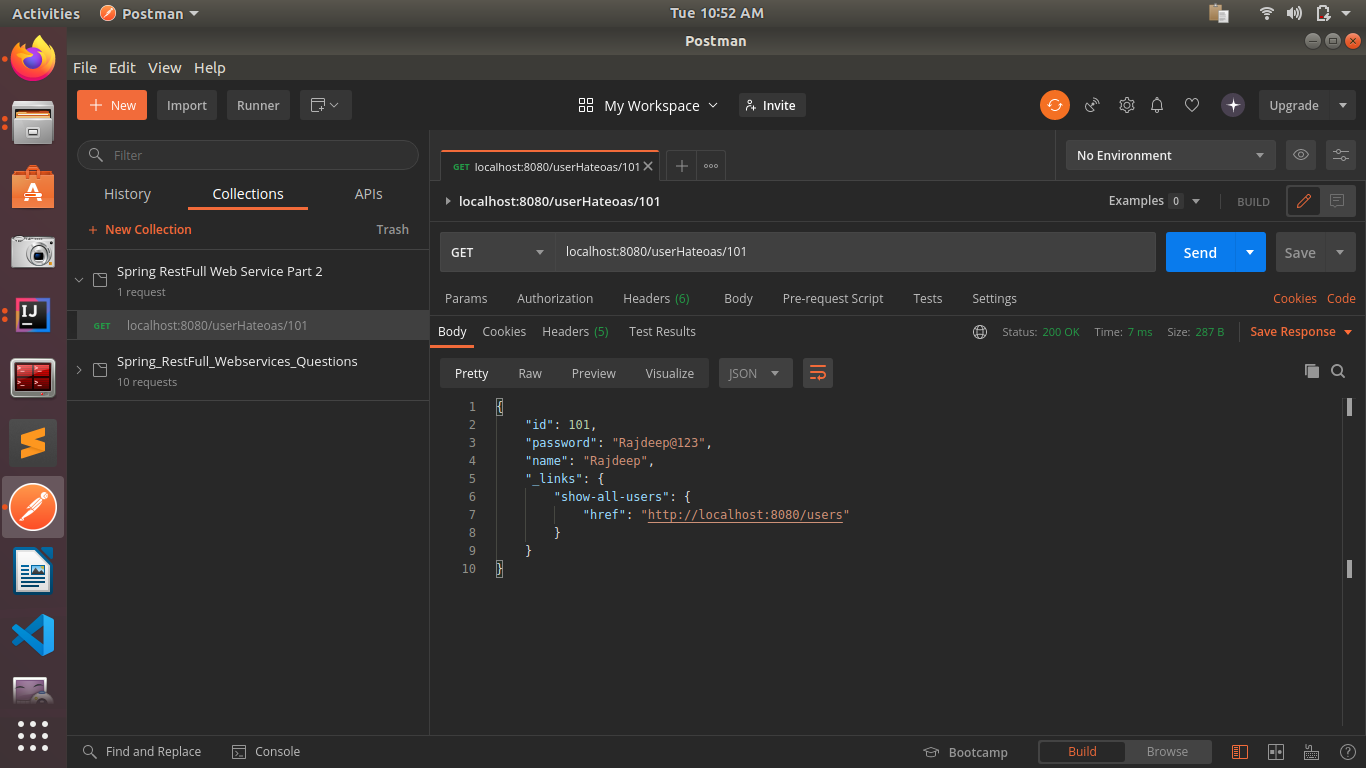 Activities Postman Tue 10:52 AM
Postman
File Edit View Help
+ New Import Runner My Workspace Invite Upgrade
Filter
GET localhost:8080/userHateoas/101 No Environment
History Collections APIs
localhost:8080/userHateoas/101 Examples 0 BUILD
+ New Collection Trash
GET localhost:8080/userHateoas/101 Send Save
Spring RestFull Web Service Part 2
1 request
Params Authorization Headers (6) Body Pre-request Script Tests Settings Cookies Code
GET localhost:8080/userHateoas/101
Body Cookies Headers (5) Test Results Status: 200 OK Time: 7 ms Size: 287 B Save Response
Spring_RestFull_Webservices_Questions
10 requests
Pretty Raw Preview Visualize JSON
1 {
2 "id": 101,
3 "password": "Rajdeep@123",
4 "name": "Rajdeep",
5 "_links": {
6 "show-all-users": {
7 "href": "http://localhost:8080/users"
8 }
9 }
10 }
Find and Replace Console Bootcamp Build Browse